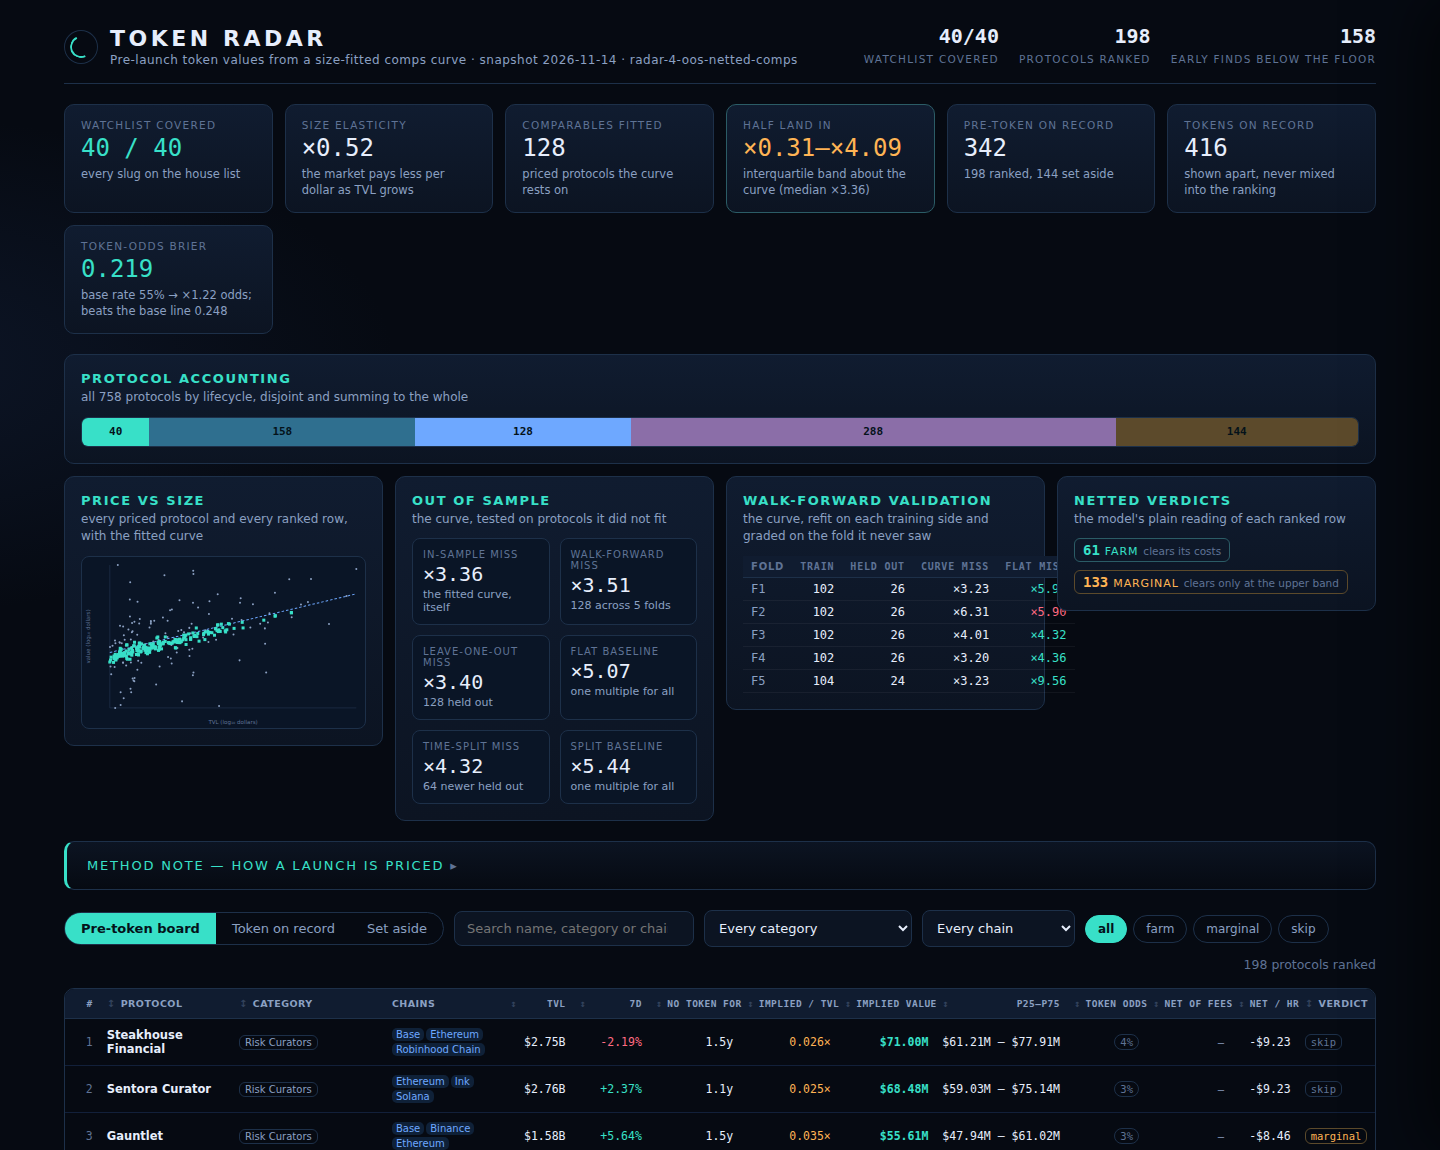 TOKEN RADAR
Pre-launch token values from a size-fitted comps curve · snapshot 2026-11-14 · radar-4-oos-netted-comps
40/40
WATCHLIST COVERED
198
PROTOCOLS RANKED
158
EARLY FINDS BELOW THE FLOOR
WATCHLIST COVERED
40 / 40
every slug on the house list
SIZE ELASTICITY
×0.52
the market pays less per
dollar as TVL grows
COMPARABLES FITTED
128
priced protocols the curve
rests on
HALF LAND IN
×0.31—×4.09
interquartile band about the
curve (median ×3.36)
PRE-TOKEN ON RECORD
342
198 ranked, 144 set aside
TOKENS ON RECORD
416
shown apart, never mixed
into the ranking
TOKEN-ODDS BRIER
0.219
base rate 55% → ×1.22 odds;
beats the base line 0.248
PROTOCOL ACCOUNTING
all 758 protocols by lifecycle, disjoint and summing to the whole
40 158 128 288 144
PRICE VS SIZE
every priced protocol and every ranked row,
with the fitted curve
TVL (log₁₀ dollars)
OUT OF SAMPLE
the curve, tested on protocols it did not fit
IN-SAMPLE MISS
×3.36
the fitted curve,
itself
WALK-FORWARD
MISS
×3.51
128 across 5 folds
LEAVE-ONE-OUT
MISS
×3.40
128 held out
FLAT BASELINE
×5.07
one multiple for all
TIME-SPLIT MISS
×4.32
64 newer held out
SPLIT BASELINE
×5.44
one multiple for all
WALK-FORWARD VALIDATION
the curve, refit on each training side and
graded on the fold it never saw
FOLD TRAIN HELD OUT CURVE MISS FLAT MIS
F1 102 26 ×3.23 ×5.9
F2 102 26 ×6.31 ×5.90
F3 102 26 ×4.01 ×4.32
F4 102 26 ×3.20 ×4.36
F5 104 24 ×3.23 ×9.56
NETTED VERDICTS
the model's plain reading of each ranked row
61 FARM clears its costs
133 MARGINAL clears only at the upper band
METHOD NOTE — HOW A LAUNCH IS PRICED ▸
Pre-token board Token on record Set aside
Search name, category or chai
Every category
Every chain
all farm marginal skip
198 protocols ranked
# ↕ PROTOCOL ↕ CATEGORY CHAINS ↕ TVL ↕ 7D ↕ NO TOKEN FOR ↕ IMPLIED / TVL ↕ IMPLIED VALUE ↕ P25—P75 ↕ TOKEN ODDS ↕ NET OF FEES ↕ NET / HR ↕ VERDICT
1 Steakhouse Financial Risk Curators Base Ethereum Robinhood Chain $2.75B -2.19% 1.5y 0.026× $71.00M $61.21M — $77.91M 4% — -$9.23 skip
2 Sentora Curator Risk Curators Ethereum Ink Solana $2.76B +2.37% 1.1y 0.025× $68.48M $59.03M — $75.14M 3% — -$9.23 skip
3 Gauntlet Risk Curators Base Binance Ethereum $1.58B +5.64% 1.5y 0.035× $55.61M $47.94M — $61.02M 3% — -$8.46 marginal